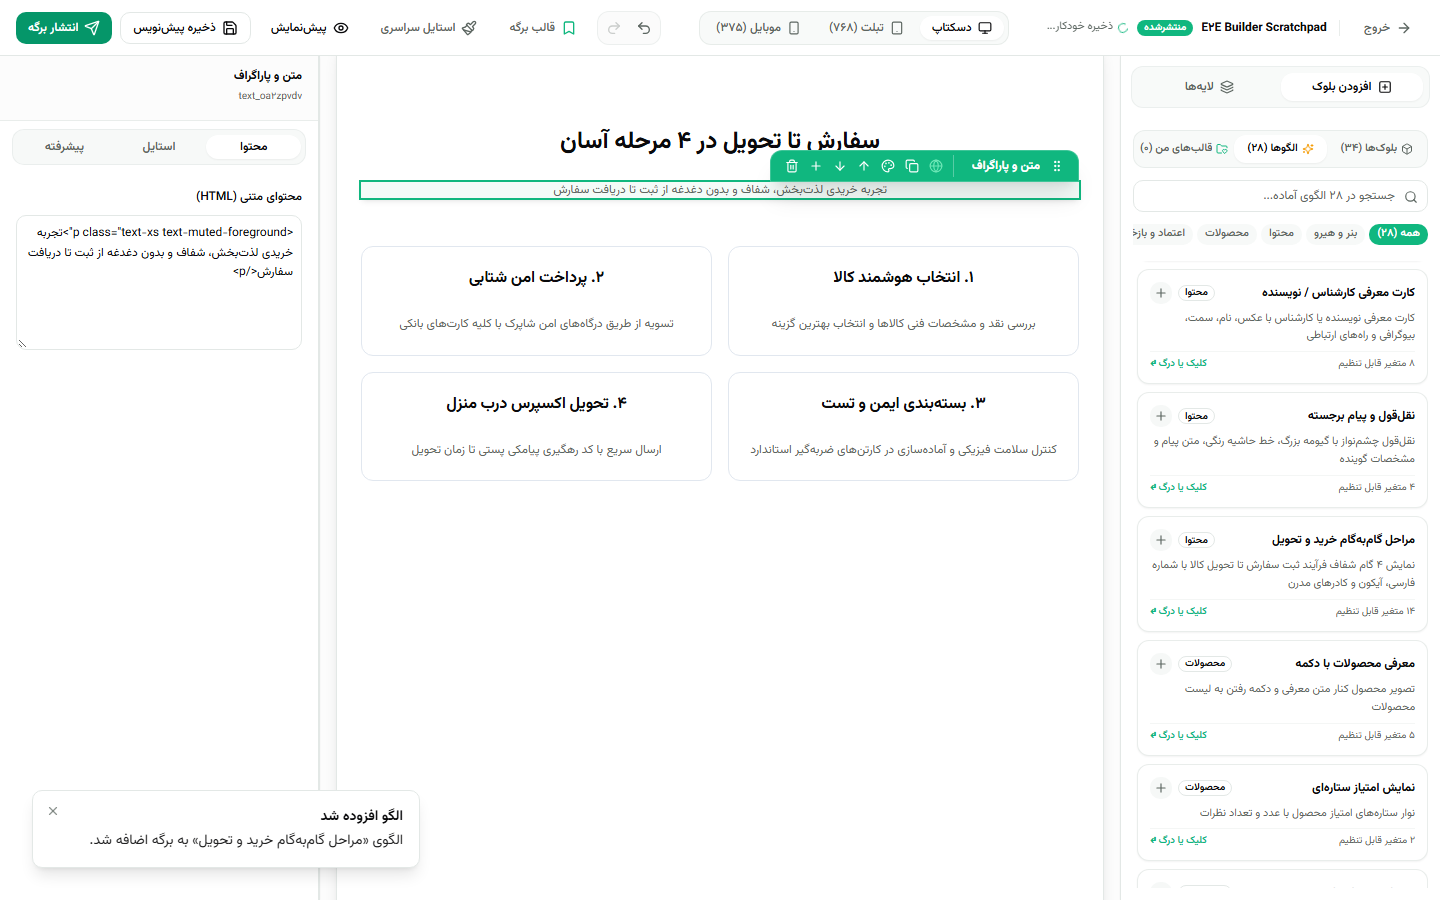 خروج
E2E Builder Scratchpad
منتشرشده
ذخیره خودکار...
دسکتاپ
تبلت (۷۶۸)
موبایل (۳۷۵)
قالب برگه
استایل سراسری
پیش‌نمایش
ذخیره پیش‌نویس
انتشار برگه
افزودن بلوک
لایه‌ها
بلوک‌ها (۳۴)
الگوها (۲۸)
قالب‌های من (۰)
جستجو در ۲۸ الگوی آماده...
همه (۲۸)
بنر و هیرو
محتوا
محصولات
اعتماد و بازخ
کارت معرفی کارشناس / نویسنده
محتوا
کارت معرفی نویسنده یا کارشناس با عکس، نام، سمت،
بیوگرافی و راه‌های ارتباطی
۸ متغیر قابل تنظیم
کلیک یا درگ
نقل‌قول و پیام برجسته
محتوا
نقل‌قول چشم‌نواز با گیومه بزرگ، خط حاشیه رنگی، متن پیام و
مشخصات گوینده
۴ متغیر قابل تنظیم
کلیک یا درگ
مراحل گام‌به‌گام خرید و تحویل
محتوا
نمایش ۴ گام شفاف فرآیند ثبت سفارش تا تحویل کالا با شماره
فارسی، آیکون و کادرهای مدرن
۱۴ متغیر قابل تنظیم
کلیک یا درگ
معرفی محصولات با دکمه
محصولات
تصویر محصول کنار متن معرفی و دکمه رفتن به لیست
محصولات
۵ متغیر قابل تنظیم
کلیک یا درگ
نمایش امتیاز ستاره‌ای
محصولات
نوار ستاره‌های امتیاز محصول با عدد و تعداد نظرات
۲ متغیر قابل تنظیم
کلیک یا درگ
سفارش تا تحویل در ۴ مرحله آسان
متن و پاراگراف
تجربه خریدی لذت‌بخش، شفاف و بدون دغدغه از ثبت تا دریافت سفارش
۱. انتخاب هوشمند کالا
بررسی نقد و مشخصات فنی کالاها و انتخاب بهترین گزینه
۲. پرداخت امن شتابی
تسویه از طریق درگاه‌های امن شاپرک با کلیه کارت‌های بانکی
۳. بسته‌بندی ایمن و تست
کنترل سلامت فیزیکی و آماده‌سازی در کارتن‌های ضربه‌گیر استاندارد
۴. تحویل اکسپرس درب منزل
ارسال سریع با کد رهگیری پیامکی پستی تا زمان تحویل
متن و پاراگراف
text_oa2zpvdv
محتوا
استایل
پیشرفته
محتوای متنی (HTML)
<p class="text-xs text-muted-foreground">تجربه
خریدی لذت‌بخش، شفاف و بدون دغدغه از ثبت تا دریافت
سفارش</p>
الگو افزوده شد
الگوی «مراحل گام‌به‌گام خرید و تحویل» به برگه اضافه شد.